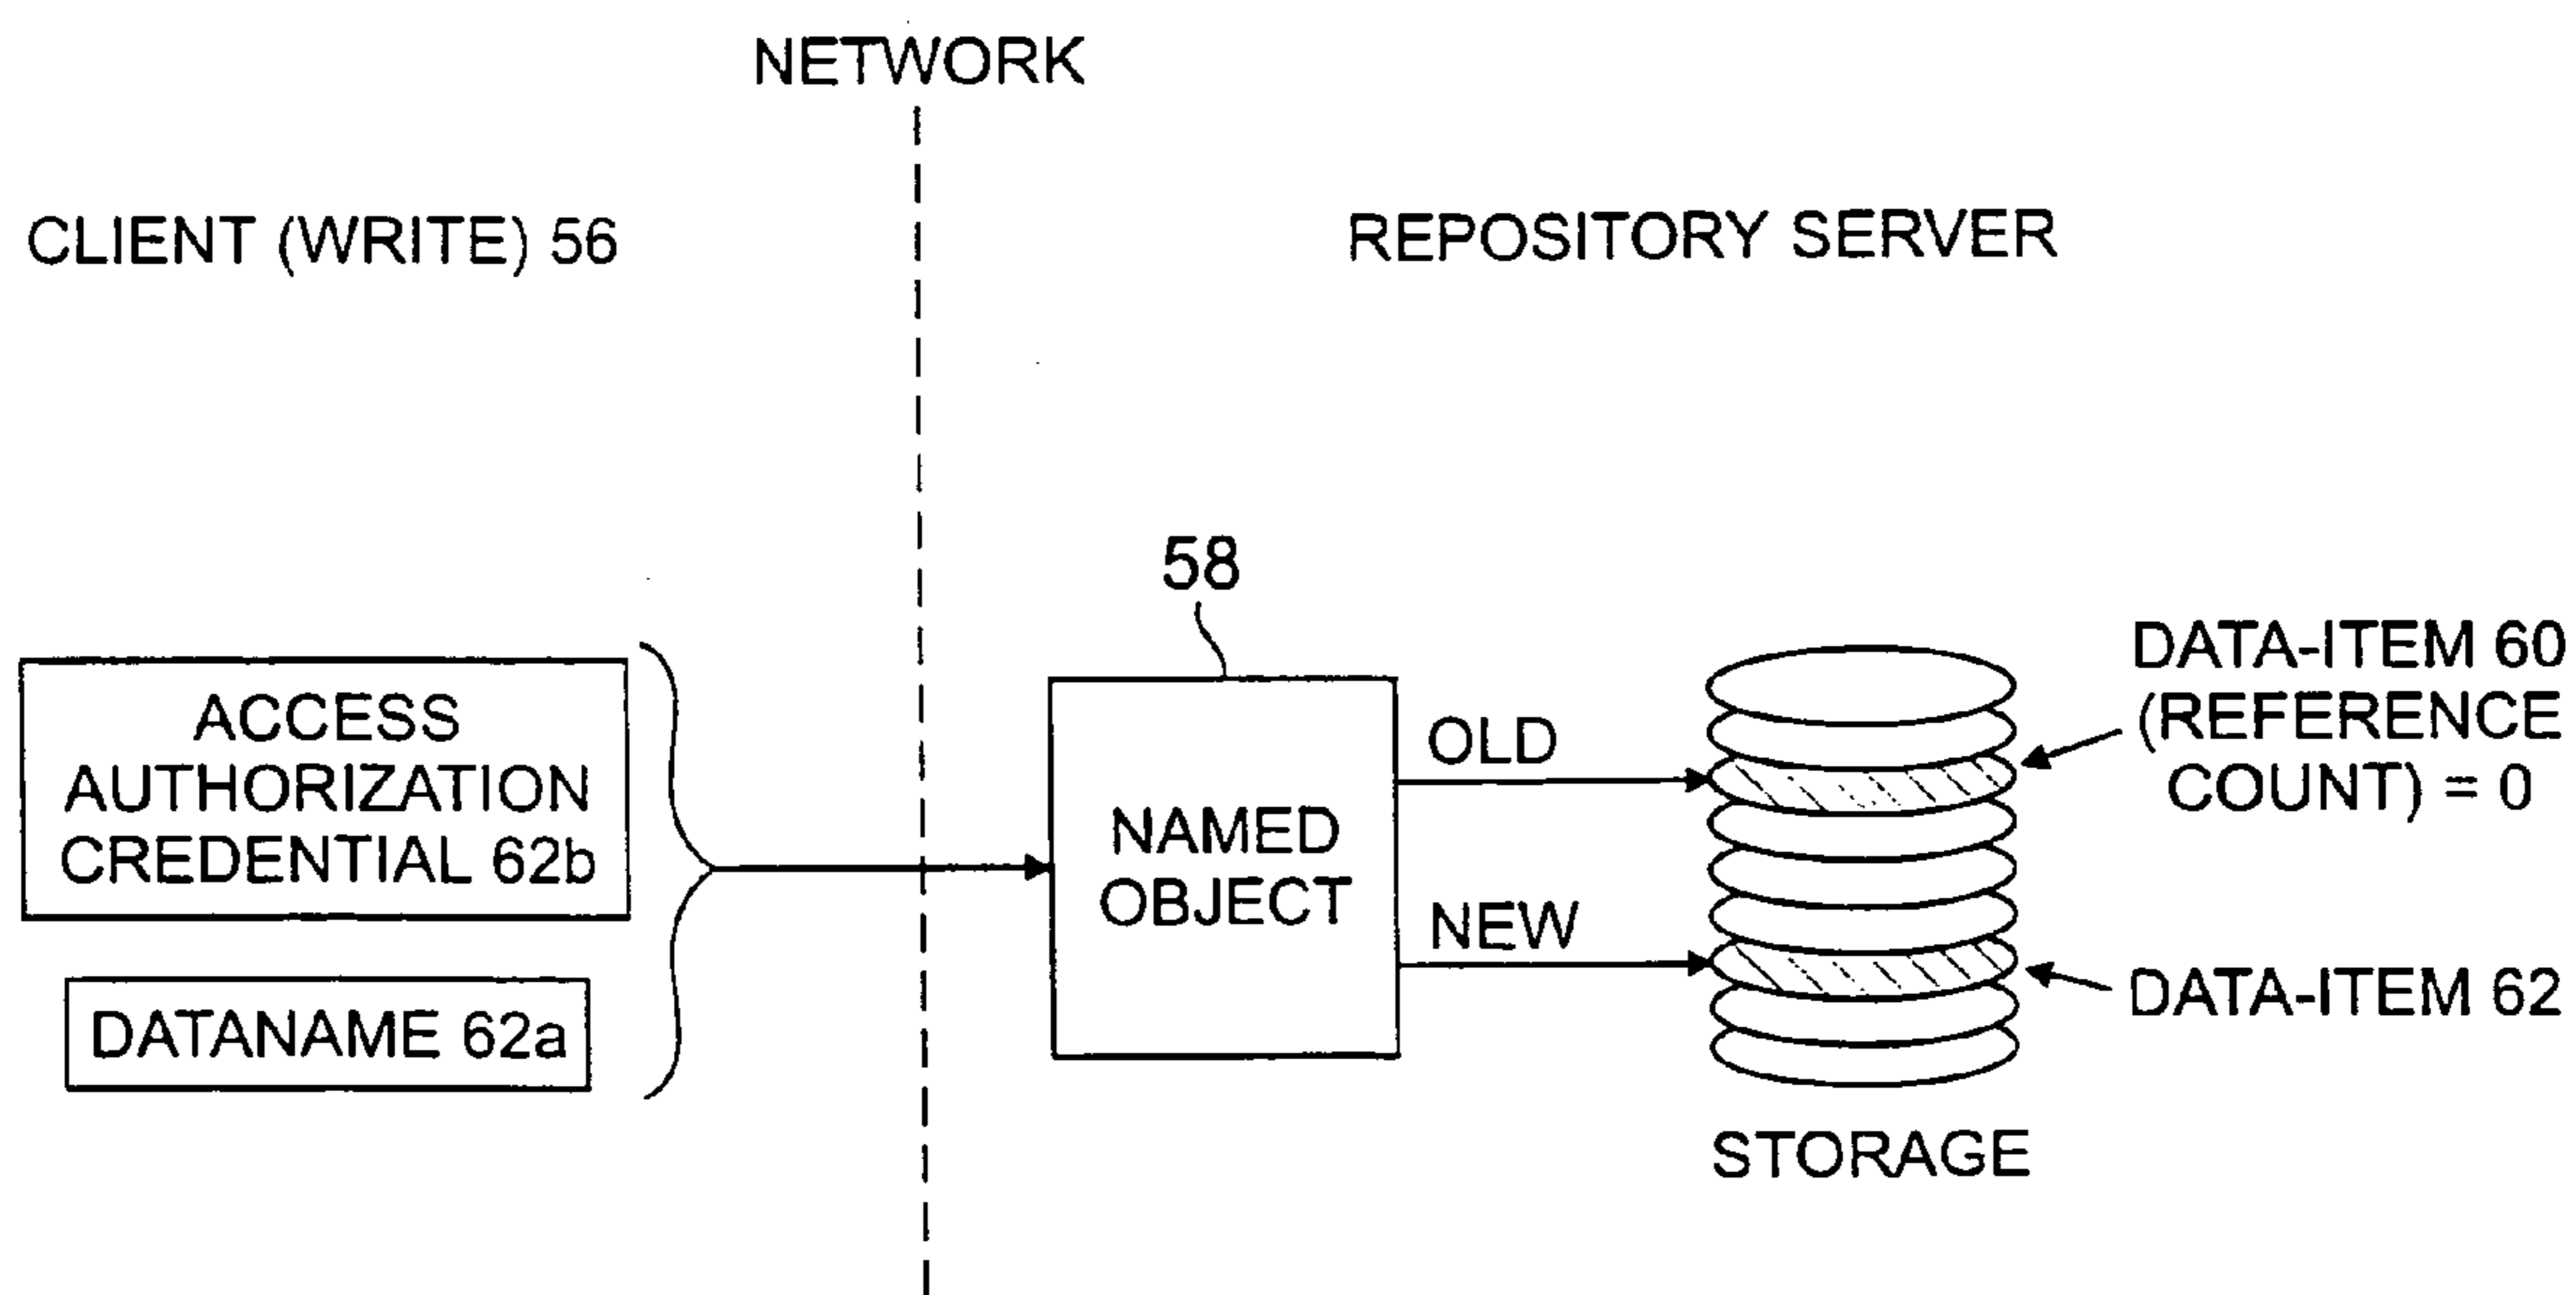 NETWORK
CLIENT (WRITE) 56
REPOSITORY SERVER
58
ACCESS
AUTHORIZATION
CREDENTIAL 62b
DATANAME 62a
NAMED
OBJECT
OLD
NEW
DATA-ITEM 60
(REFERENCE
COUNT) = 0
DATA-ITEM 62
STORAGE